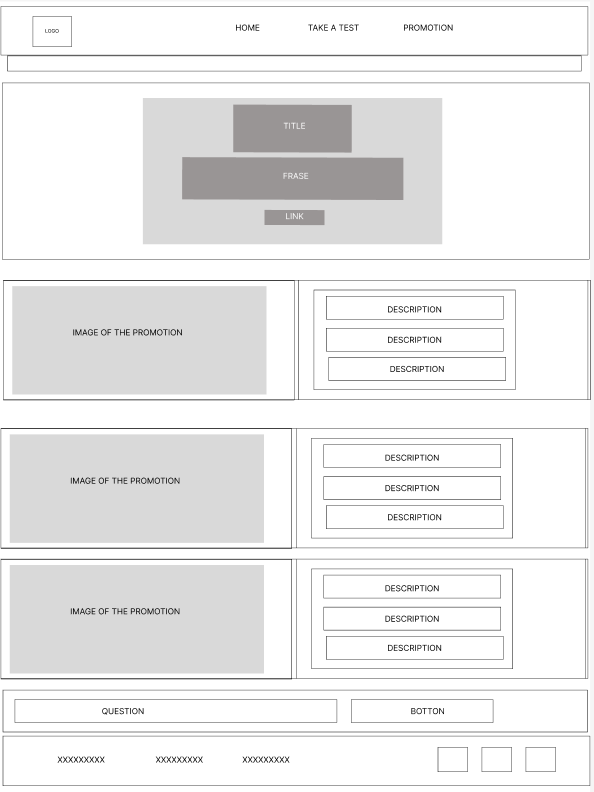 LOGO
HOME
TAKE A TEST
PROMOTION
TITLE
FRASE
LINK
IMAGE OF THE PROMOTION
DESCRIPTION
DESCRIPTION
DESCRIPTION
IMAGE OF THE PROMOTION
DESCRIPTION
DESCRIPTION
DESCRIPTION
IMAGE OF THE PROMOTION
DESCRIPTION
DESCRIPTION
DESCRIPTION
QUESTION
BOTTON
XXXXXXXXX
XXXXXXXXX
XXXXXXXXX